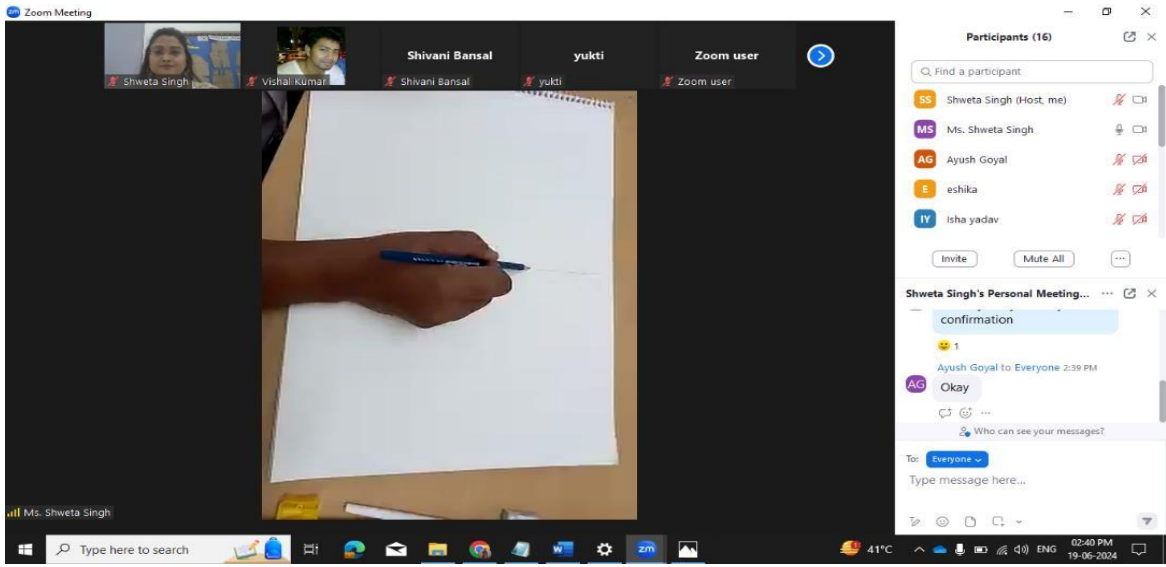 Zoom Meeting
Shweta Singh
Vishal Kumar
Shivani Bansal
Shivani Bansal
yukti
yukti
Zoom user
Zoom user
Ms. Shweta Singh
Participants (16)
Find a participant
SS Shweta Singh (Host, me)
MS Ms. Shweta Singh
AG Ayush Goyal
E eshika
IY Isha yadav
Invite Mute All
Shweta Singh's Personal Meeting...
confirmation
1
Ayush Goyal to Everyone 2:39 PM
AG Okay
Who can see your messages?
To: Everyone
Type message here...
Type here to search
41°C
ENG
02:40 PM
19-06-2024